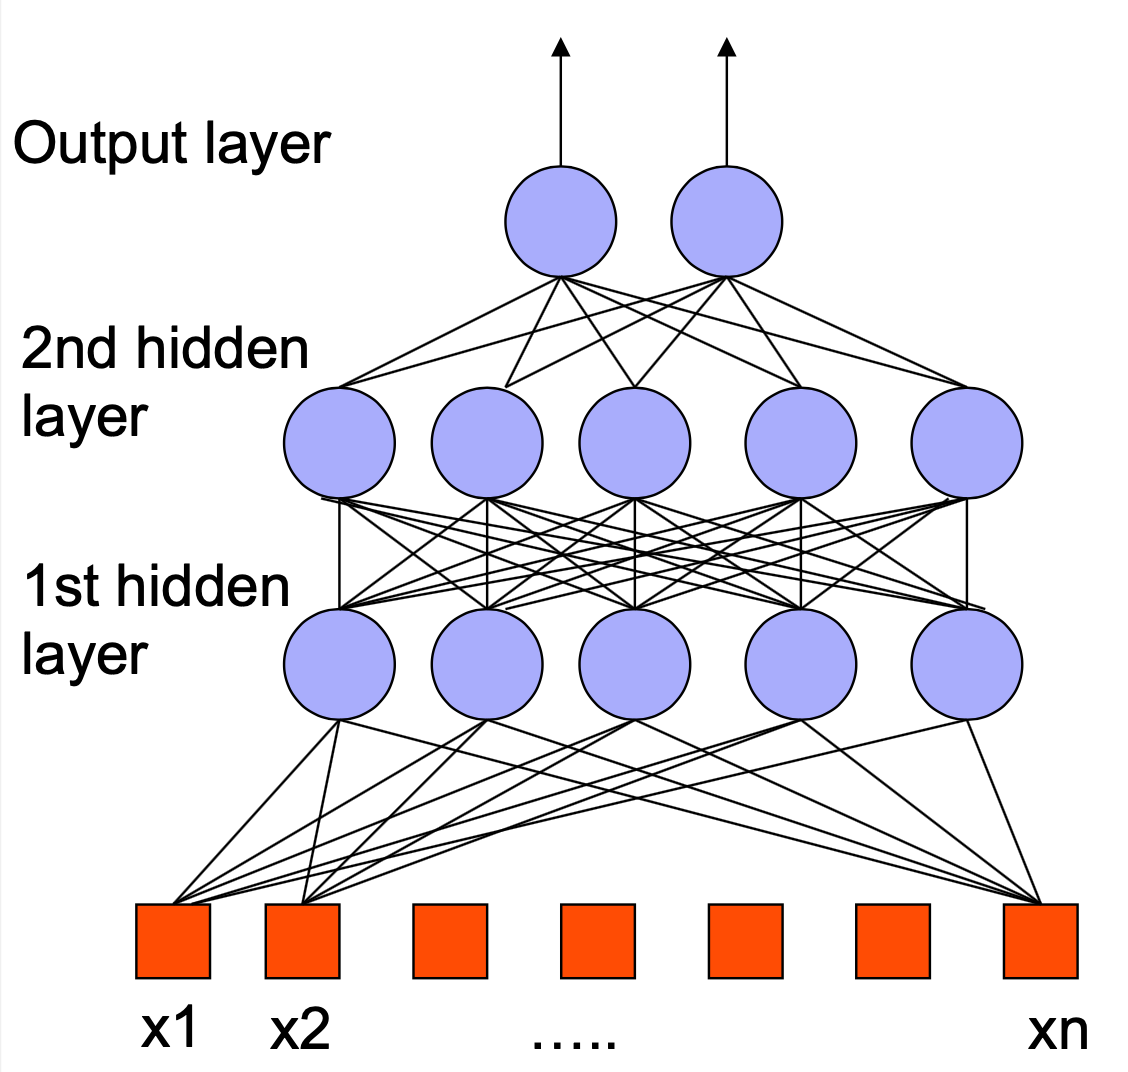 Output layer
2nd hidden
layer
1st hidden
layer
x1 x2 ..... xn